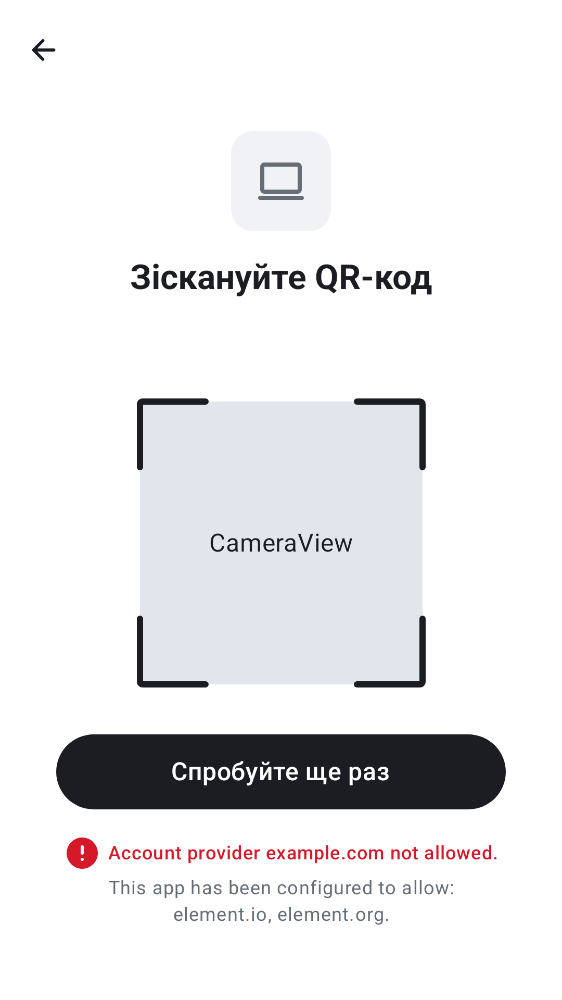 Зіскануйте QR-код
CameraView
Спробуйте ще раз
Account provider example.com not allowed.
This app has been configured to allow:
element.io, element.org.